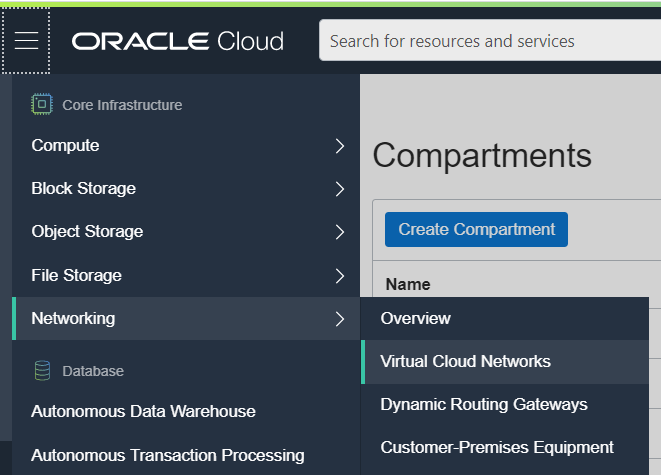 ORACLE Cloud
Search for resources and services
Core Infrastructure
Compute
Block Storage
Object Storage
File Storage
Networking
Database
Autonomous Data Warehouse
Autonomous Transaction Processing
Compartments
Create Compartment
Name
Overview
Virtual Cloud Networks
Dynamic Routing Gateways
Customer-Premises Equipment